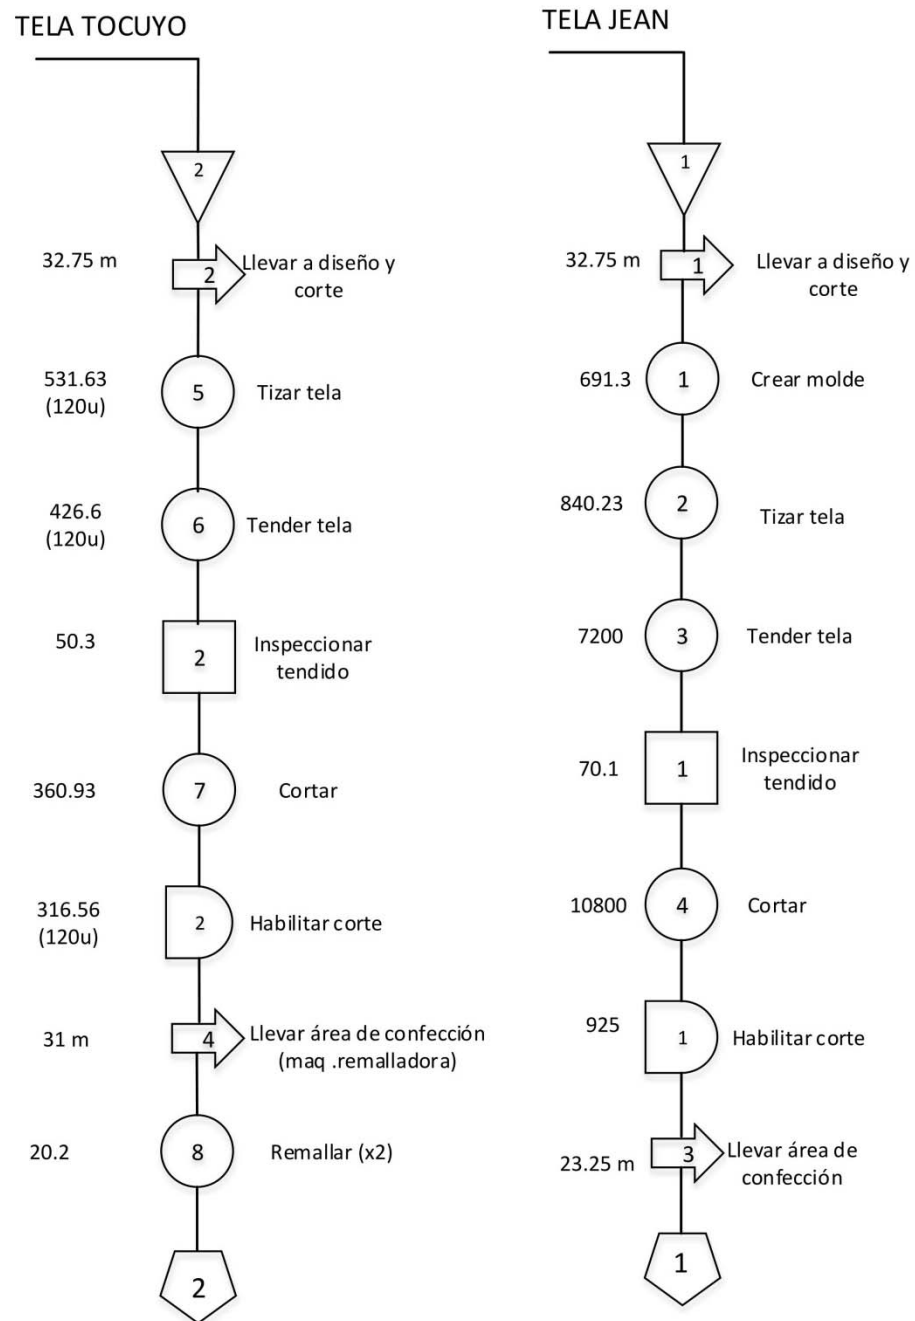 TELA TOCUYO
2
32.75 m
2
Llevar a diseño y
corte
531.63
(120u)
5
Tizar tela
426.6
(120u)
6
Tender tela
50.3
2
Inspeccionar
tendido
360.93
7
Cortar
316.56
(120u)
2
Habilitar corte
31 m
4
Llevar área de confección
(maq .remalladora)
20.2
8
Remallar (x2)
2
TELA JEAN
1
32.75 m
1
Llevar a diseño y
corte
691.3
1
Crear molde
840.23
2
Tizar tela
7200
3
Tender tela
70.1
1
Inspeccionar
tendido
10800
4
Cortar
925
1
Habilitar corte
23.25 m
3
Llevar área de
confección
1